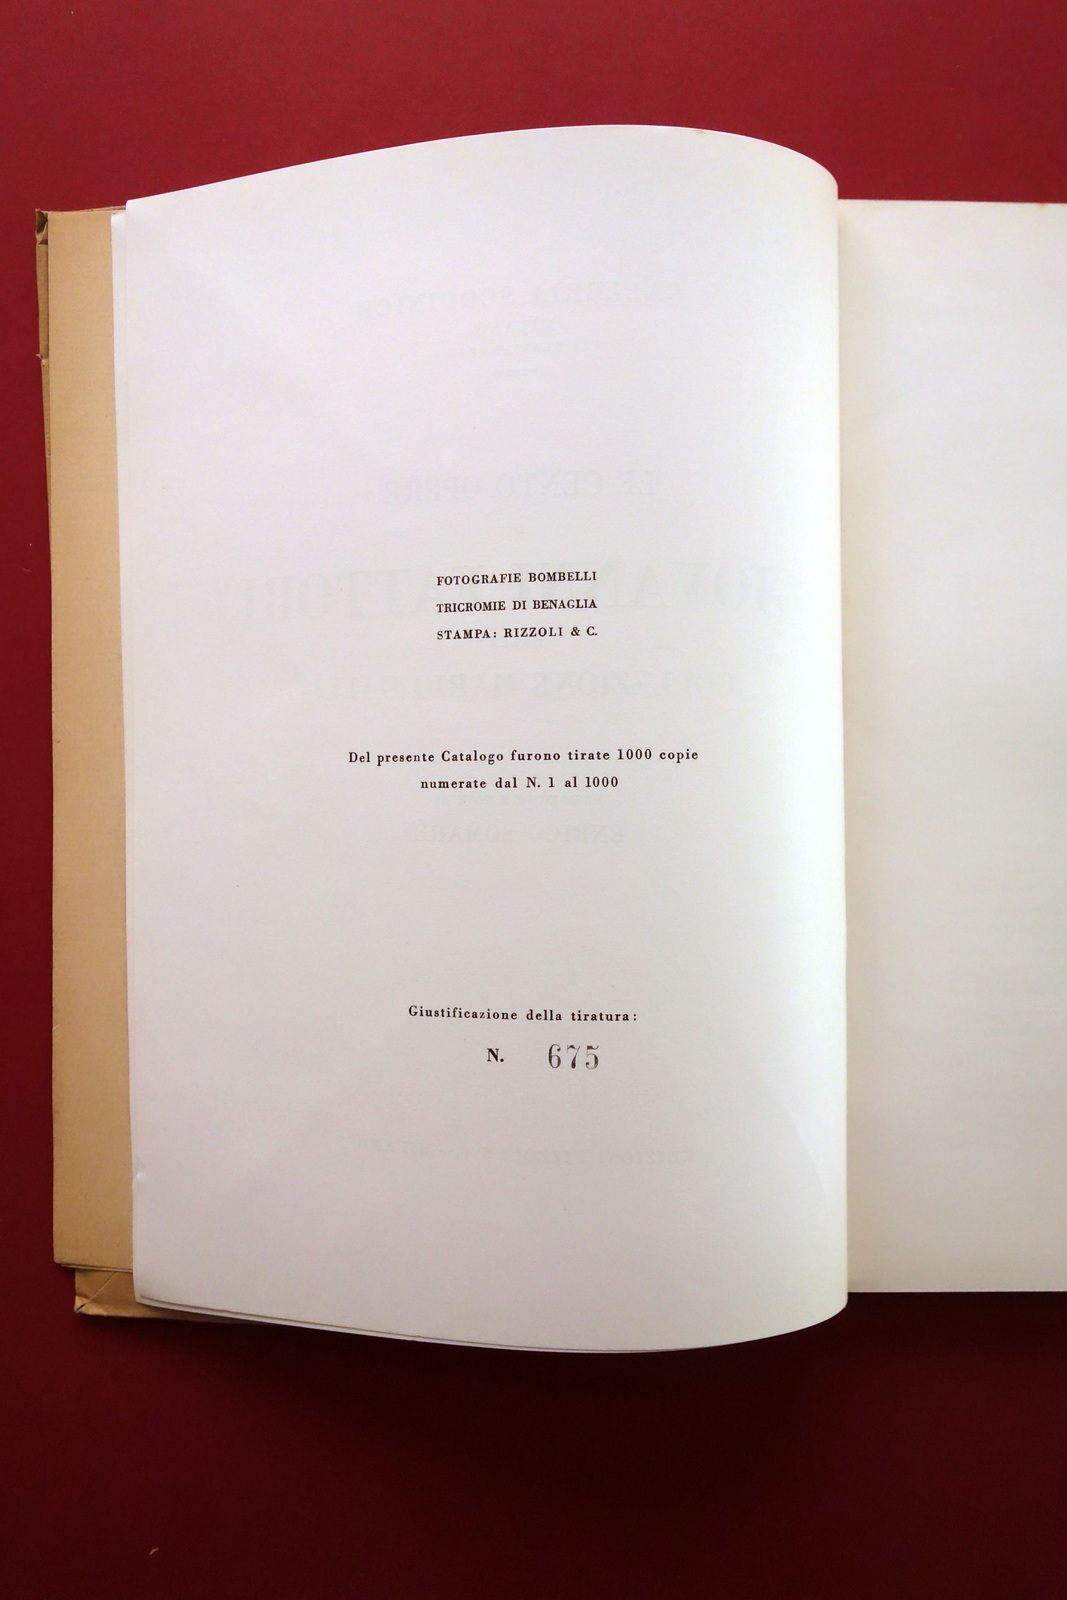 FOTOGRAFIE BOMBELLI
TRICROMIE DI BENAGLIA
STAMPA: RIZZOLI & C.
Del presente Catalogo furono tirate 1000 copie
numerate dal N. 1 al 1000
Giustificazione della tiratura:
N. 675